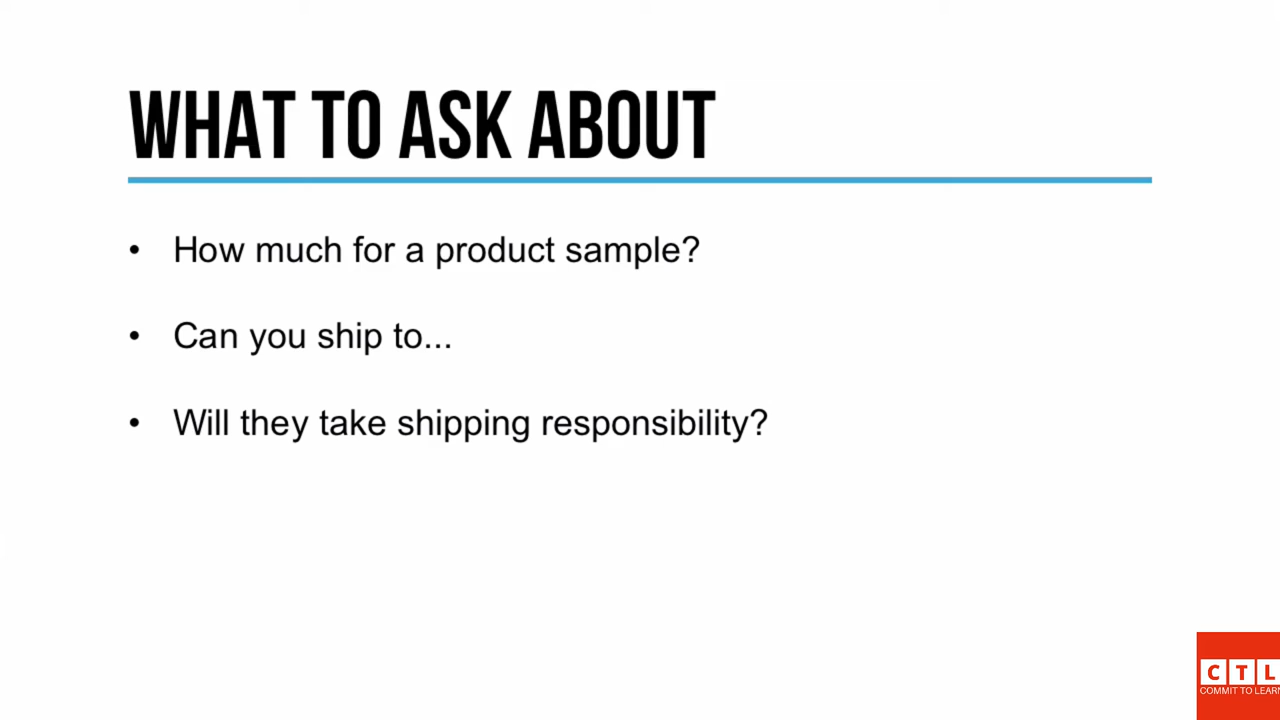 WHAT TO ASK ABOUT
• How much for a product sample?
• Can you ship to...
• Will they take shipping responsibility?
CTL
COMMIT TO LEARN